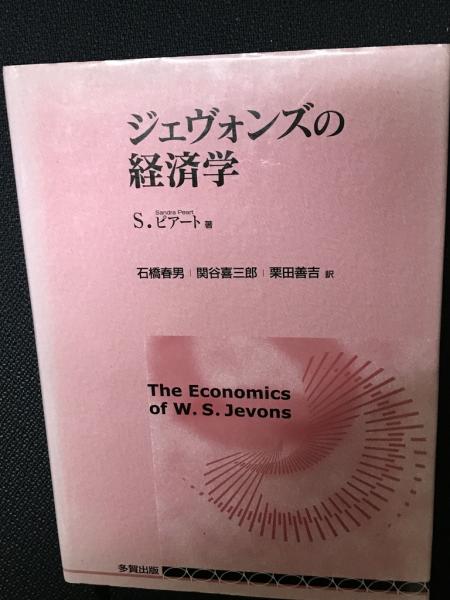 ジェヴォンズの
経済学
Sandra Peart
S.ピアート 著
石橋春男 | 関谷喜三郎 | 栗田善吉 訳
The Economics
of W. S. Jevons
多賀出版